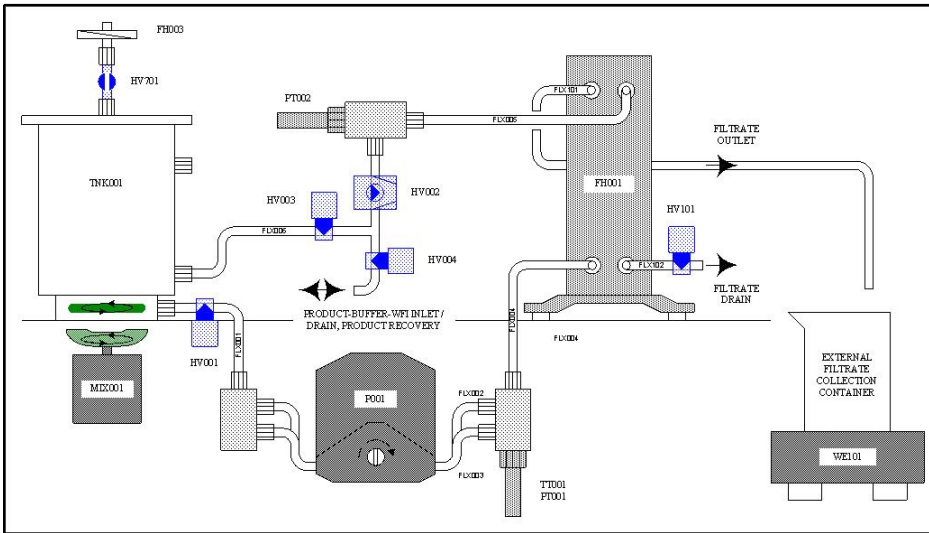 FH003
HV701
PT002
FLX101
FLX005
FILTRATE
OUTLET
TNK001
HV002
FH001
HV003
HV101
FLX006
HV004
FLX102
FILTRATE
DRAIN
PRODUCT-BUFFER-WFI INLET /
DRAIN, PRODUCT RECOVERY
FLX004
FLX004
FLX001
HV001
MIX001
P001
FLX002
EXTERNAL
FILTRATE
COLLECTION
CONTAINER
WE101
FLX003
TT001
PT001